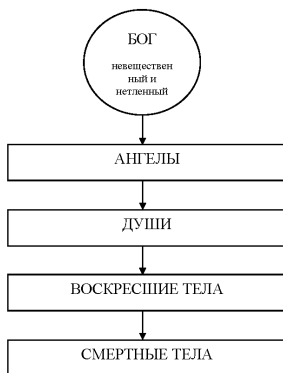 БОГ
невеществен
ный и
нетленный
АНГЕЛЫ
ДУШИ
ВОСКРЕСШИЕ ТЕЛА
СМЕРТНЫЕ ТЕЛА